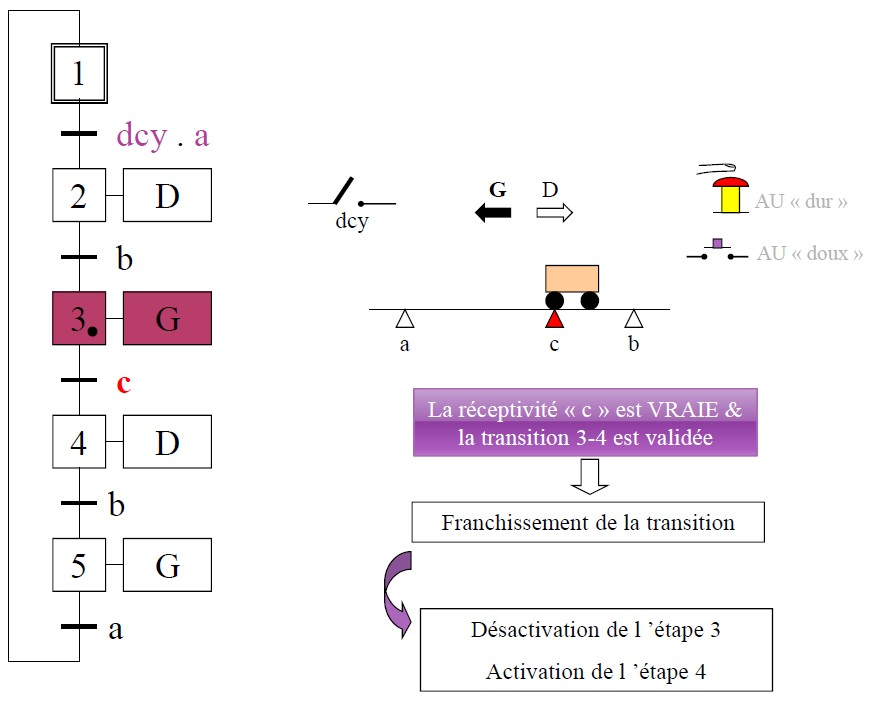 1
dcy . a
2 D
b
3 G
c
4 D
b
5 G
a
dcy
G D
AU « dur »
AU « doux »
a c b
La réceptivité « c » est VRAIE &
la transition 3-4 est validée
Franchissement de la transition
Désactivation de l ’étape 3
Activation de l ’étape 4